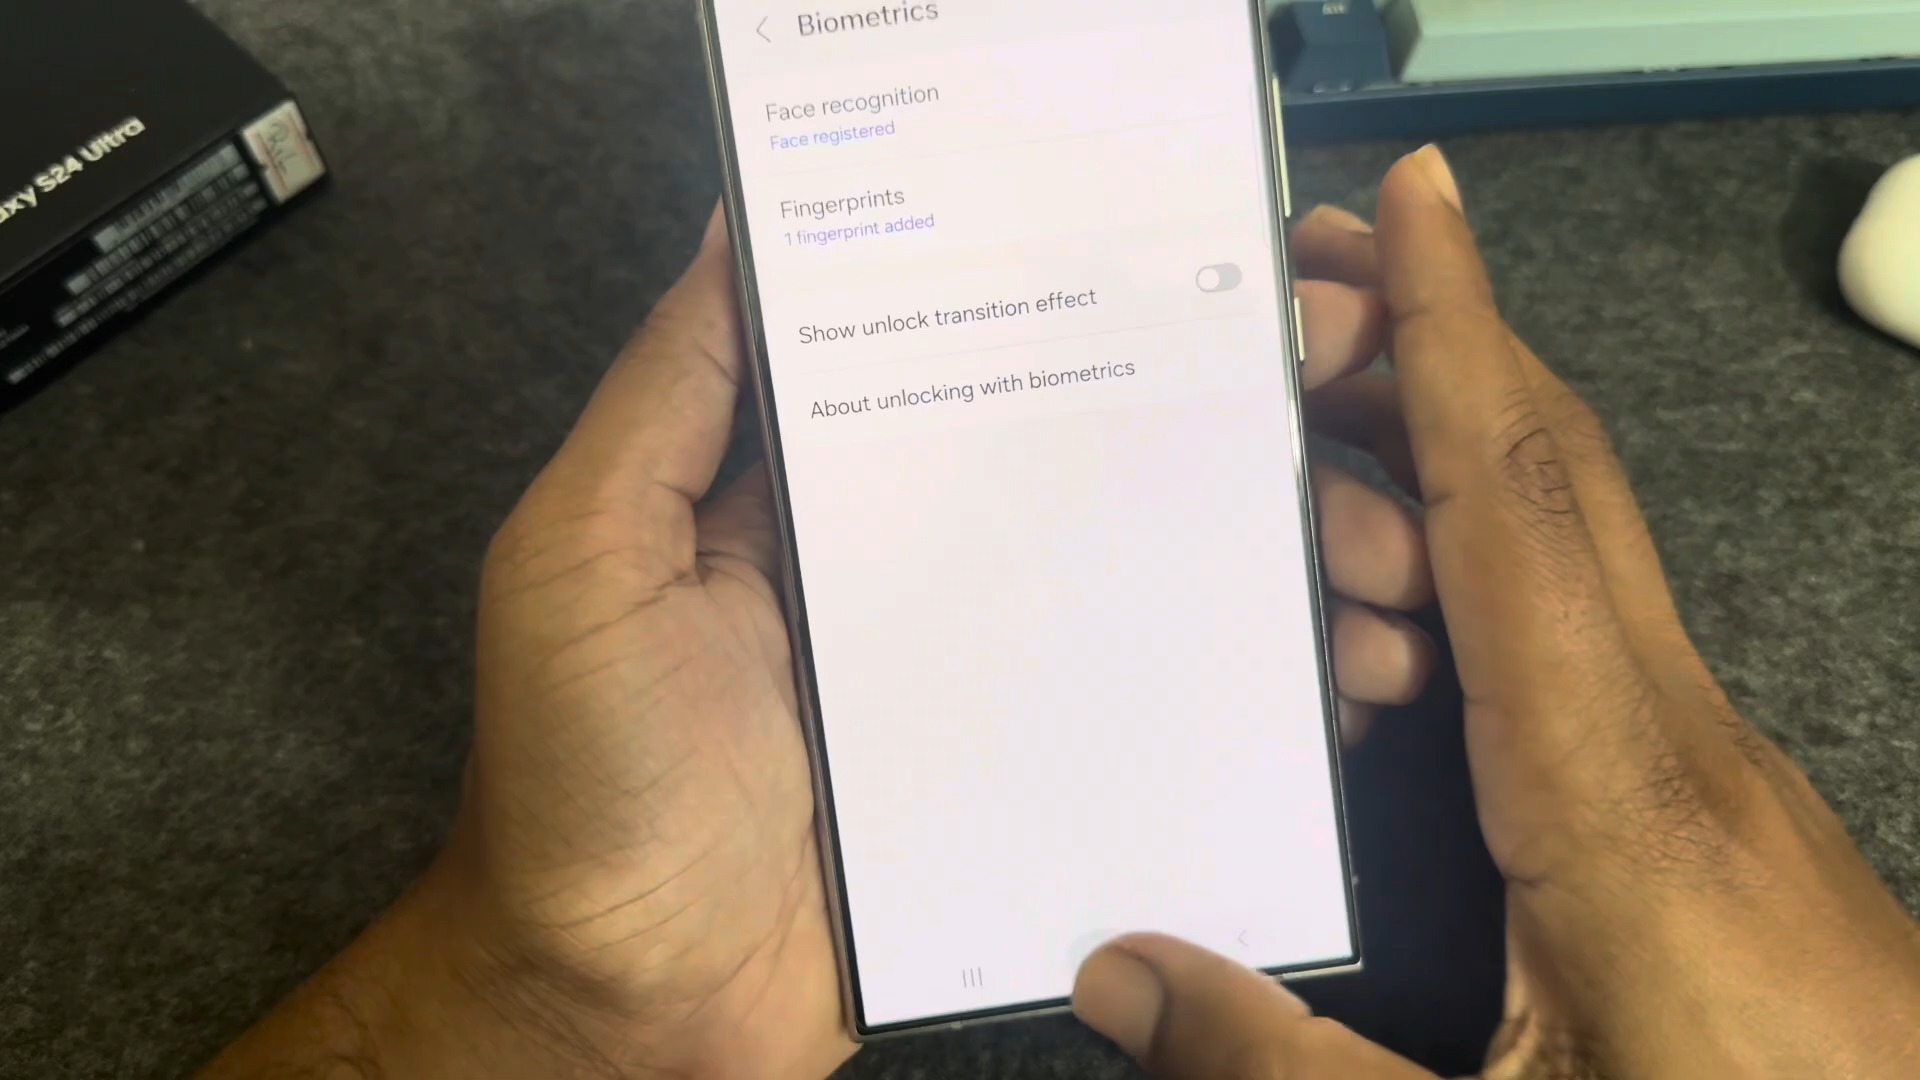 Biometrics
Face recognition
Face registered
Fingerprints
1 fingerprint added
Show unlock transition effect
About unlocking with biometrics
S24 Ultra